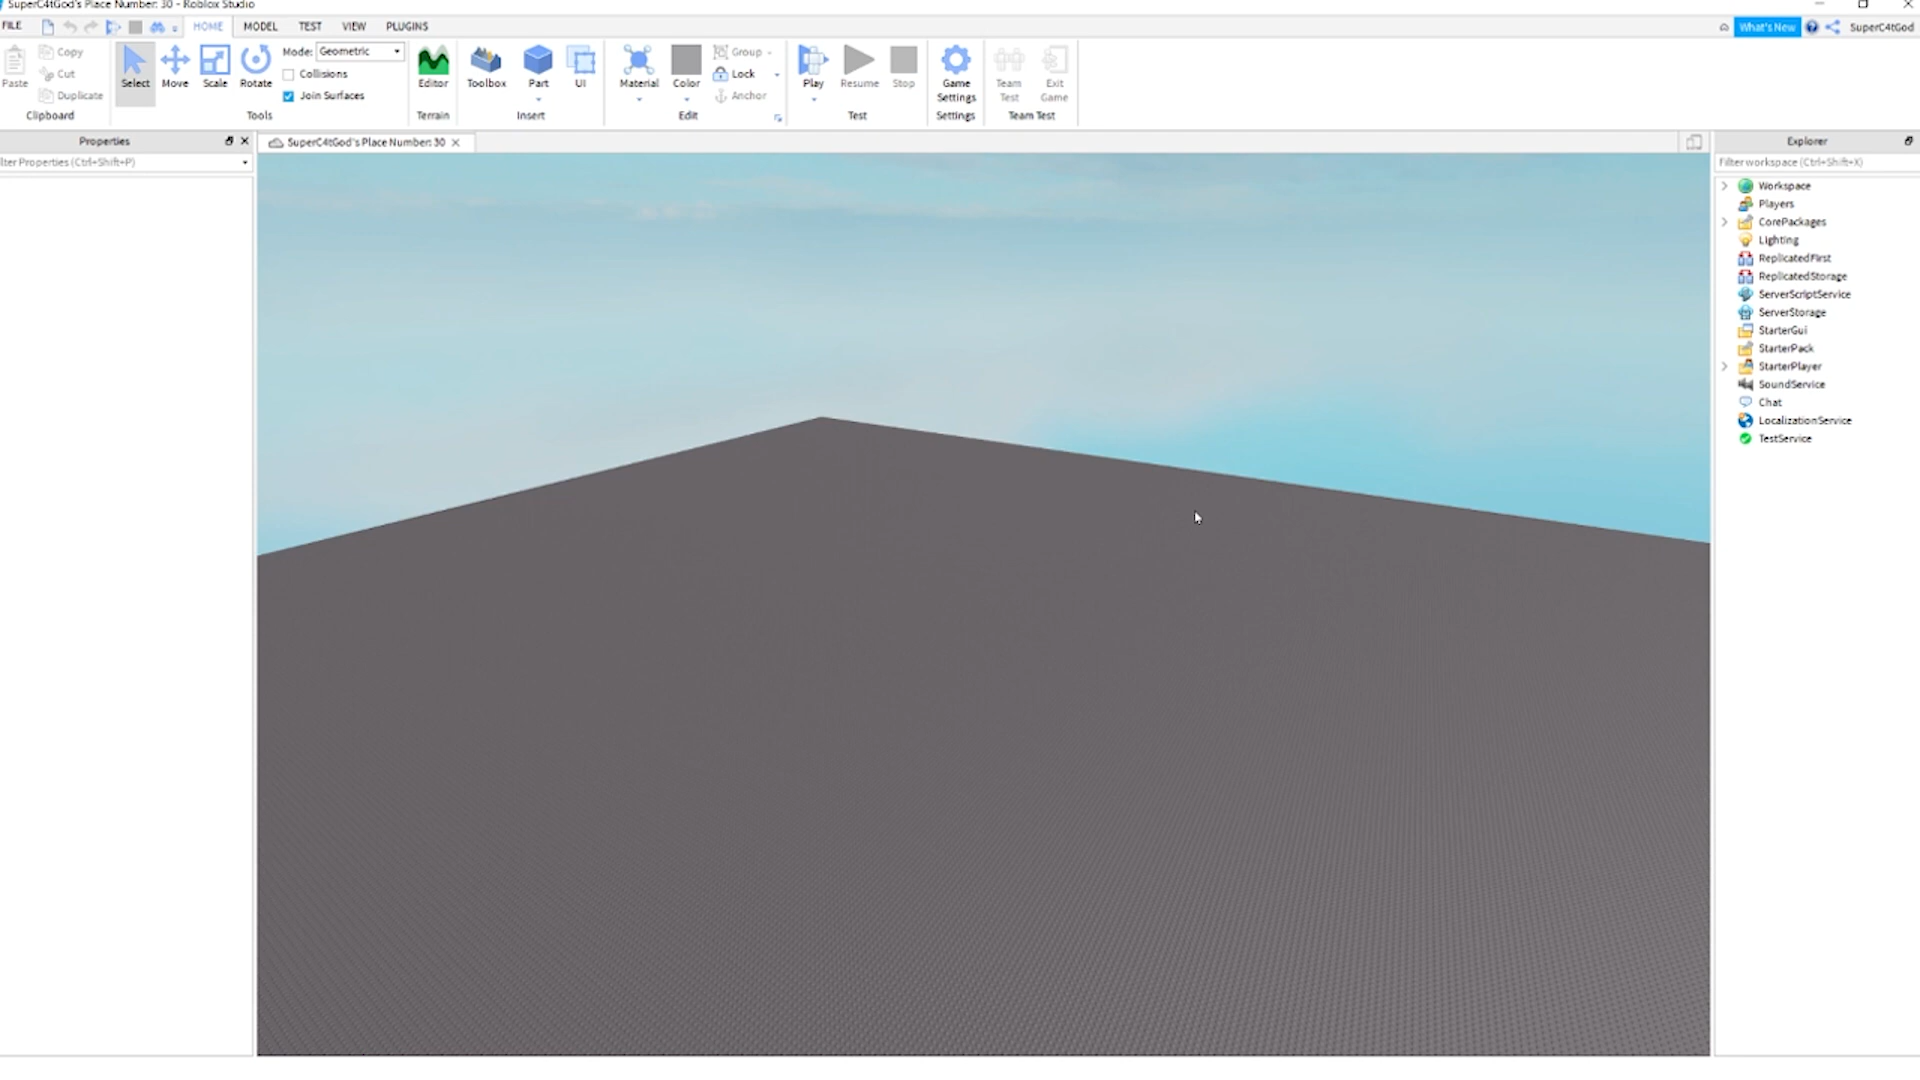 SuperC4tGod's Place Number: 30 - Roblox Studio
FILE HOME MODEL TEST VIEW PLUGINS What's New SuperC4tGod
Paste Copy Cut Duplicate
Clipboard
Select Move Scale Rotate
Mode: Geometric
Collisions
Join Surfaces
Tools
Editor
Terrain
Toolbox Part UI
Insert
Material Color Group Lock Anchor
Edit
Play Resume Stop
Test
Game Settings
Settings
Team Test Exit Game
Team Test
Properties
lter Properties (Ctrl+Shift+P)
SuperC4tGod's Place Number: 30
Explorer
Filter workspace (Ctrl+Shift+X)
Workspace
Players
CorePackages
Lighting
ReplicatedFirst
ReplicatedStorage
ServerScriptService
ServerStorage
StarterGui
StarterPack
StarterPlayer
SoundService
Chat
LocalizationService
TestService